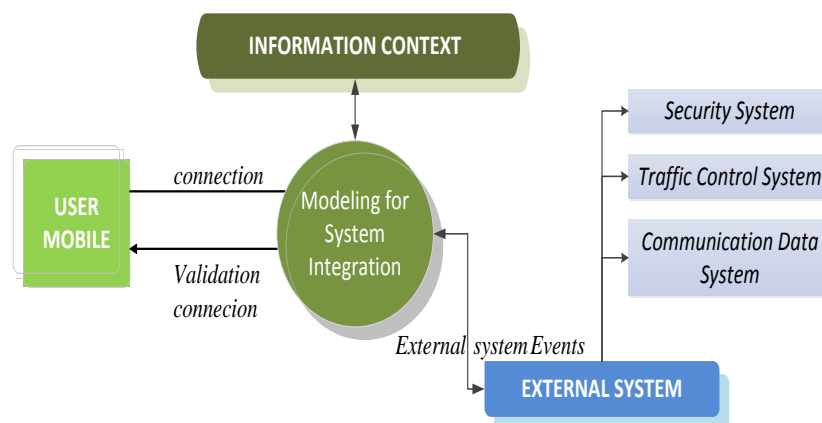 INFORMATION CONTEXT
USER
MOBILE
connection
Validation
connecion
Modeling for
System
Integration
External system Events
EXTERNAL SYSTEM
Security System
Traffic Control System
Communication Data
System